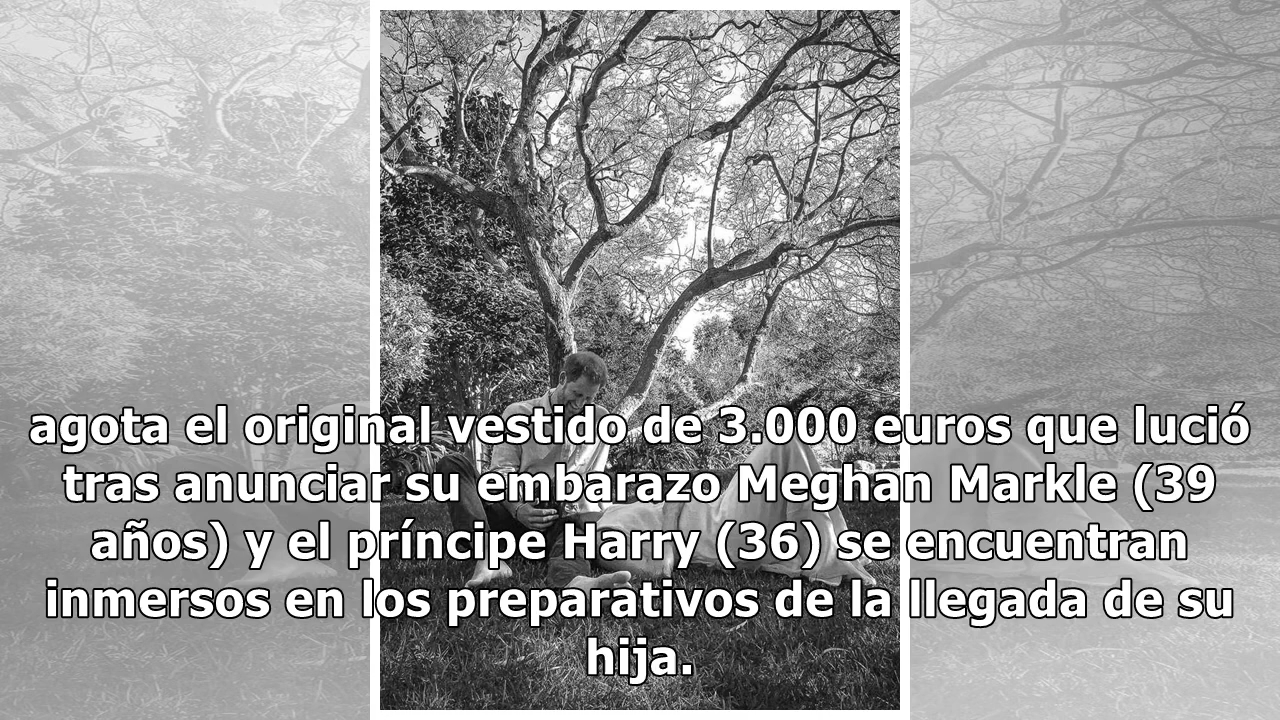 agota el original vestido de 3.000 euros que lució
tras anunciar su embarazo Meghan Markle (39
años) y el príncipe Harry (36) se encuentran
inmersos en los preparativos de la llegada de su
hija.